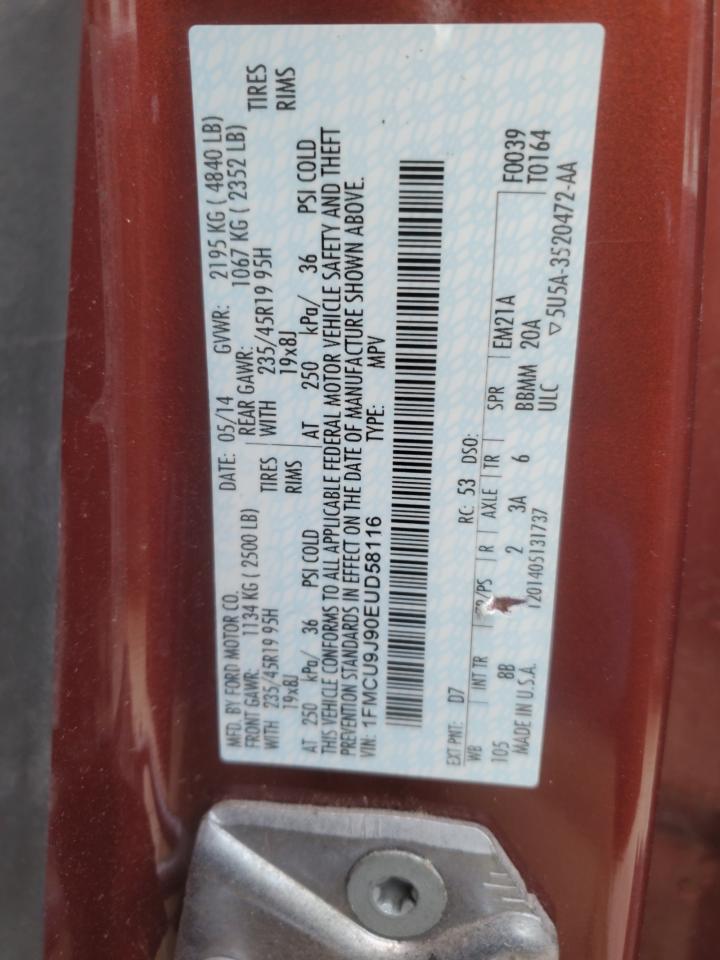 MFD. BY FORD MOTOR CO. DATE: 05/14 GVWR: 2195 KG ( 4840 LB)
FRONT GAWR: 1134 KG ( 2500 LB) REAR GAWR: 1067 KG ( 2352 LB)
WITH 235/45R19 95H TIRES WITH 235/45R19 95H TIRES
19x8J RIMS 19x8J RIMS
AT 250 kPa/ 36 PSI COLD AT 250 kPa/ 36 PSI COLD
THIS VEHICLE CONFORMS TO ALL APPLICABLE FEDERAL MOTOR VEHICLE SAFETY AND THEFT
PREVENTION STANDARDS IN EFFECT ON THE DATE OF MANUFACTURE SHOWN ABOVE.
VIN: 1FMCU9J90EUD58116 TYPE: MPV
EXT PNT: D7 RC: 53 DSO: F0039
WB INT TR /PS R AXLE TR SPR EM21A T0164
105 8B 2 3A 6 BBMM 20A
MADE IN U.S.A. 1201405131737 ULC ▽5U5A-3520472-AA